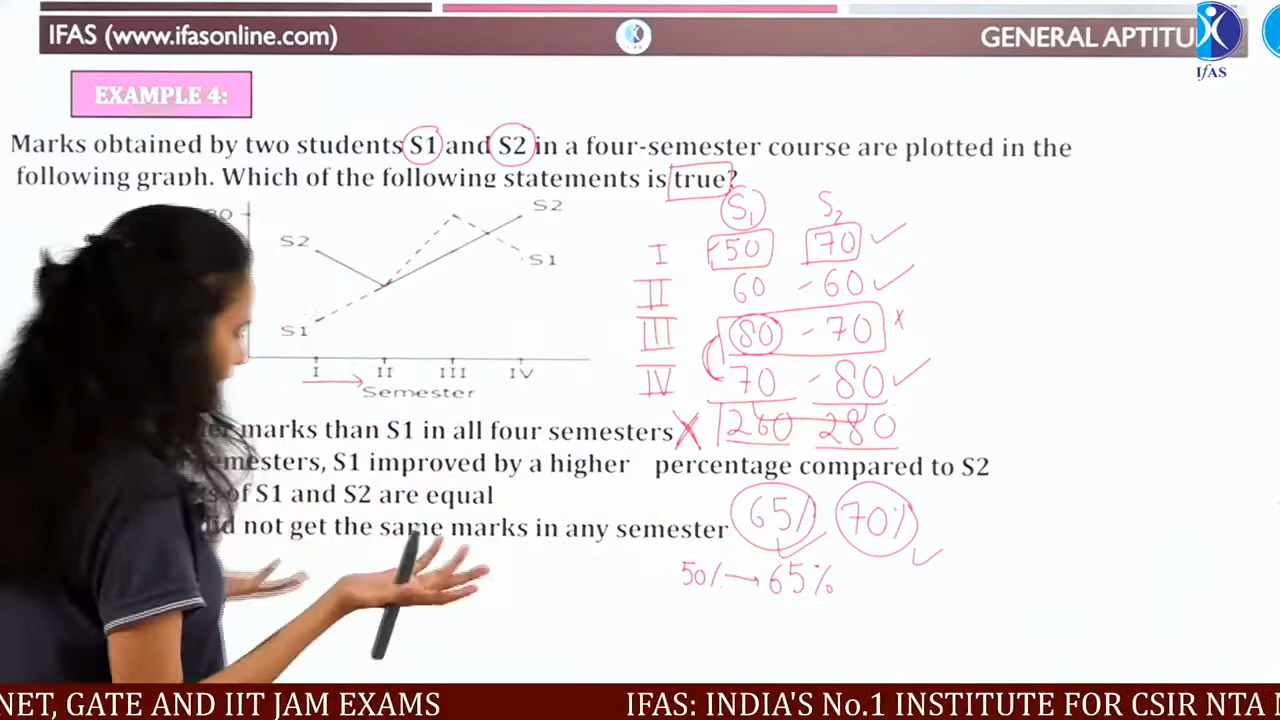 IFAS (www.ifasonline.com)
GENERAL APTITU
IfAS
EXAMPLE 4:
Marks obtained by two students S1 and S2 in a four-semester course are plotted in the
following graph. Which of the following statements is true?
S2
S2
S1
S1
I II III IV
Semester
S1 S2
I 50 70
II 60 - 60
III 80 - 70
IV 70 - 80
260 280
marks than S1 in all four semesters
S1 improved by a higher percentage compared to S2
of S1 and S2 are equal
not get the same marks in any semester
65% 70%
50% → 65%
NET, GATE AND IIT JAM EXAMS
IFAS: INDIA'S No.1 INSTITUTE FOR CSIR NTA